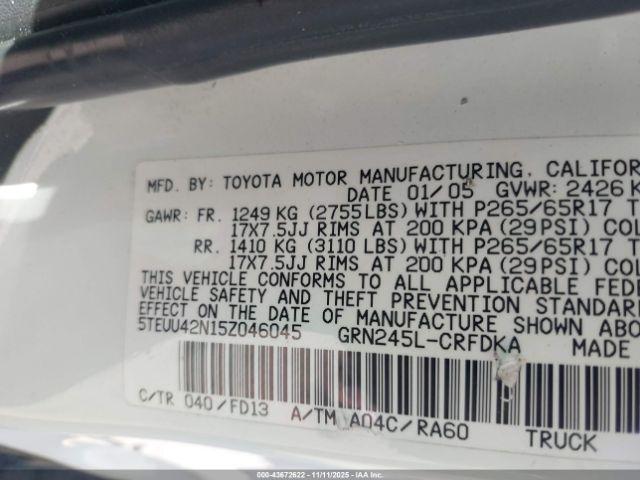 MFD. BY: TOYOTA MOTOR MANUFACTURING, CALIFOR
DATE 01/05 GVWR: 2426 K
GAWR: FR. 1249 KG (2755LBS) WITH P265/65R17 T
17X7.5JJ RIMS AT 200 KPA (29PSI) COL
RR. 1410 KG (3110 LBS) WITH P265/65R17 T
17X7.5JJ RIMS AT 200 KPA (29PSI) COL
THIS VEHICLE CONFORMS TO ALL APPLICABLE FEDE
VEHICLE SAFETY AND THEFT PREVENTION STANDARD
EFFECT ON THE DATE OF MANUFACTURE SHOWN ABO
5TEUU42N15Z046045 GRN245L-CRFDKA MADE
C/TR 040/FD13 A/TM A04C/RA60 TRUCK
000-43672622 - 11/11/2025 - IAAI.com